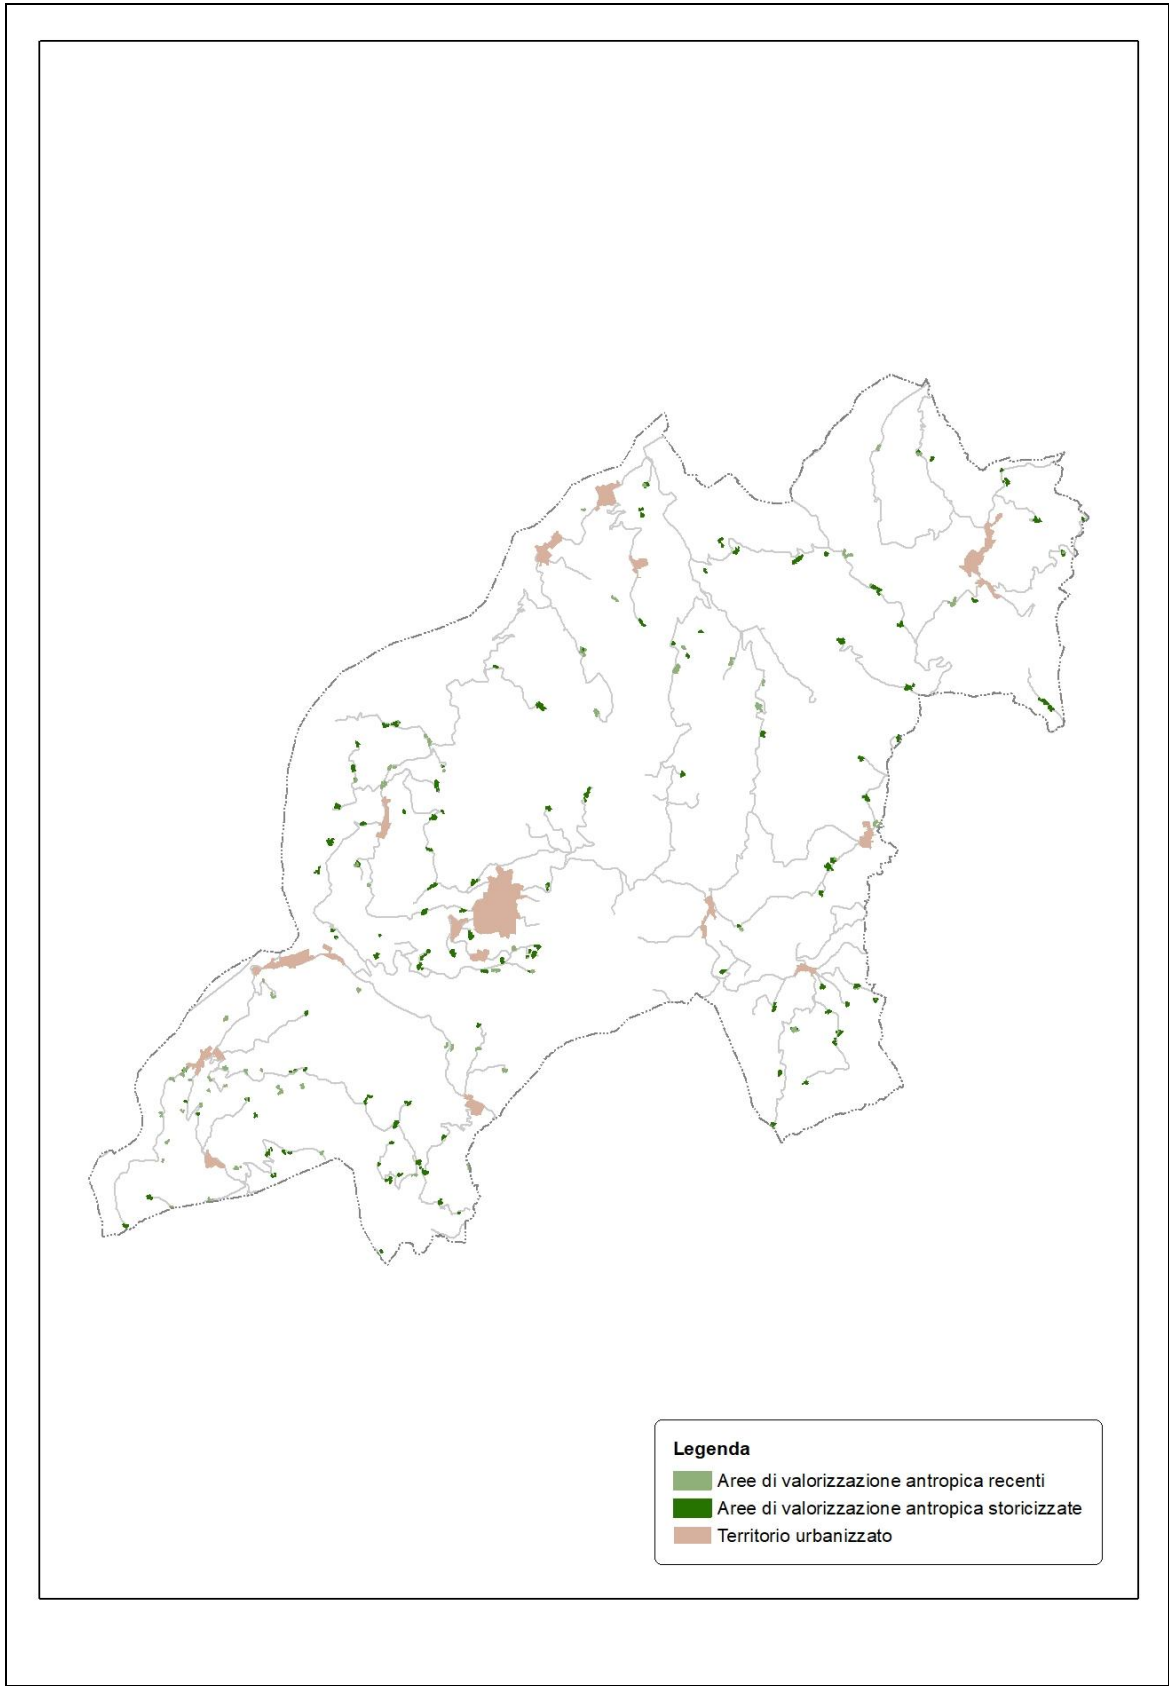 Legenda
Aree di valorizzazione antropica recenti
Aree di valorizzazione antropica storicizzate
Territorio urbanizzato